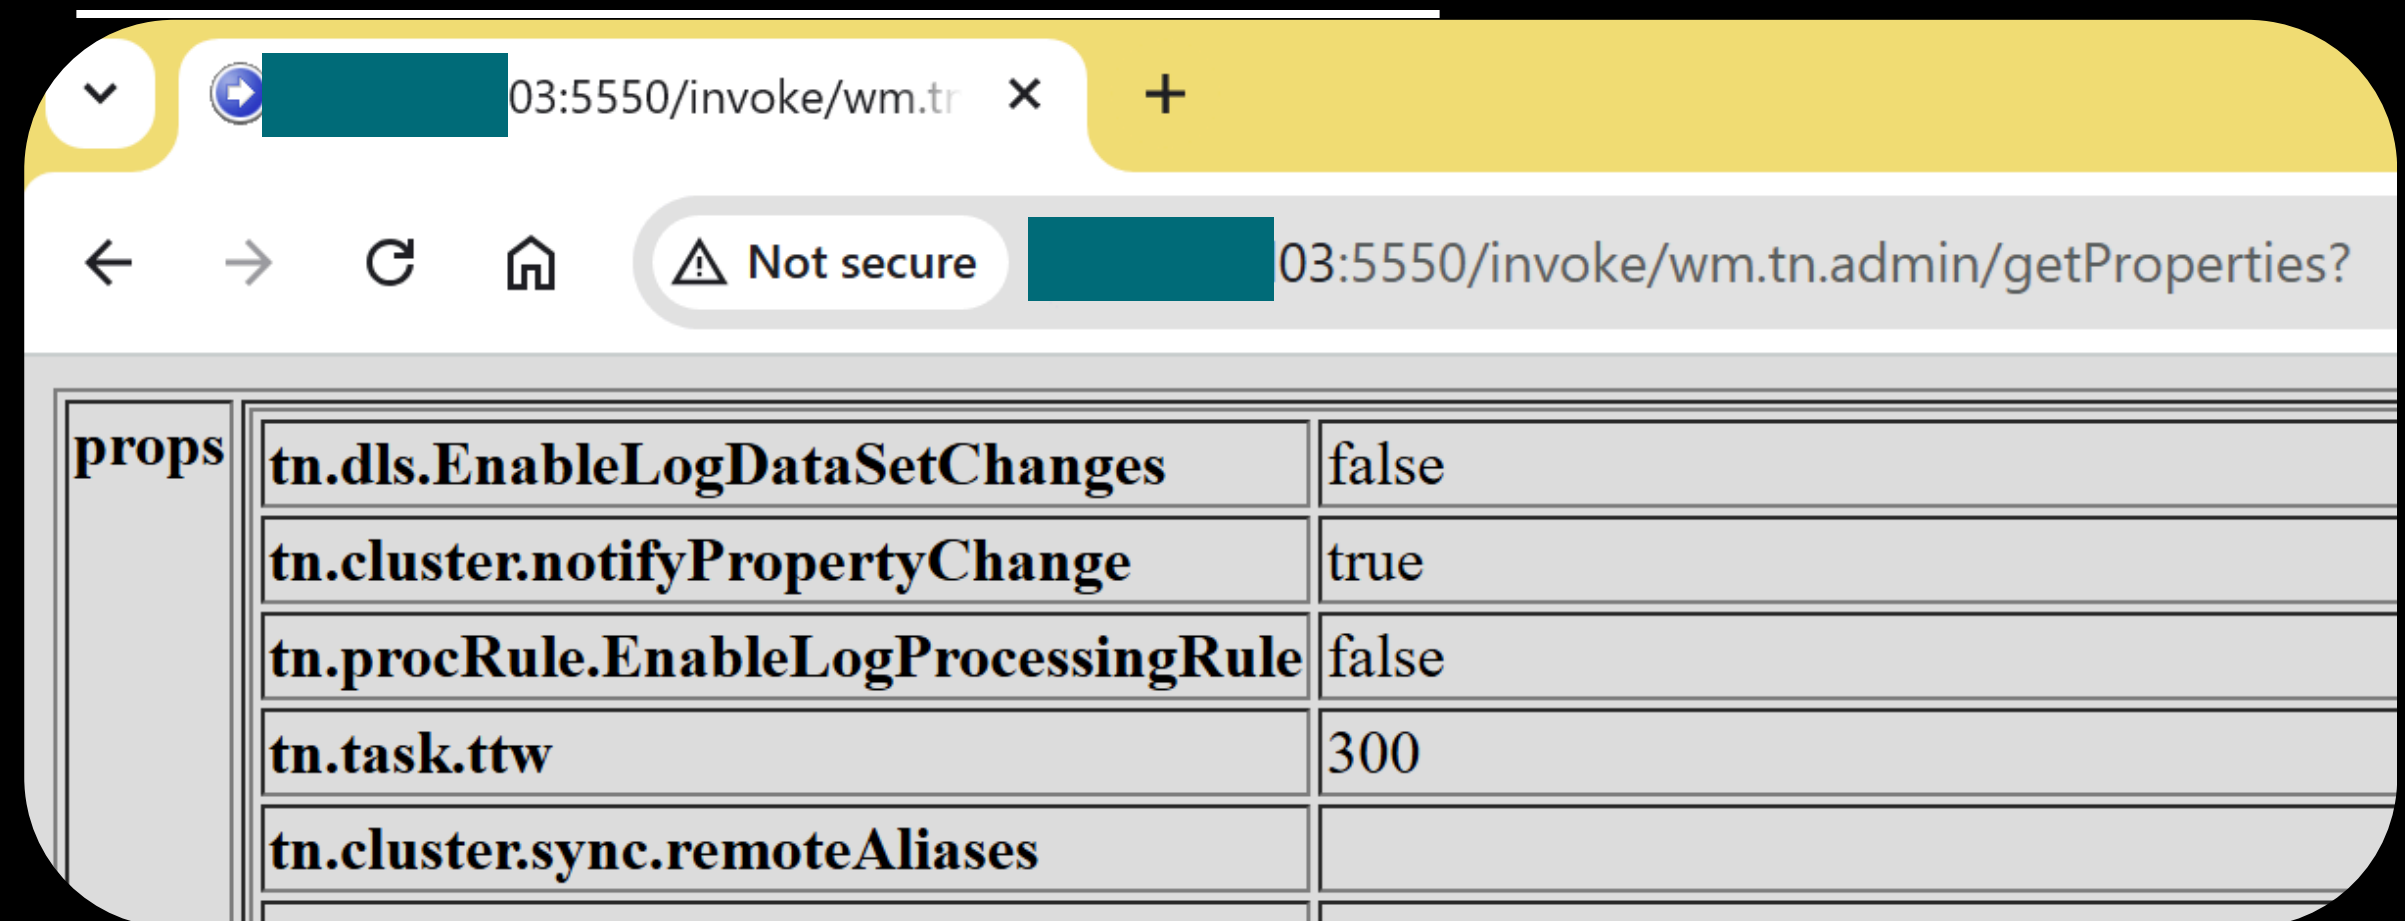 03:5550/invoke/wm.tr
Not secure 03:5550/invoke/wm.tn.admin/getProperties?
props
tn.dls.EnableLogDataSetChanges false
tn.cluster.notifyPropertyChange true
tn.procRule.EnableLogProcessingRule false
tn.task.ttw 300
tn.cluster.sync.remoteAliases